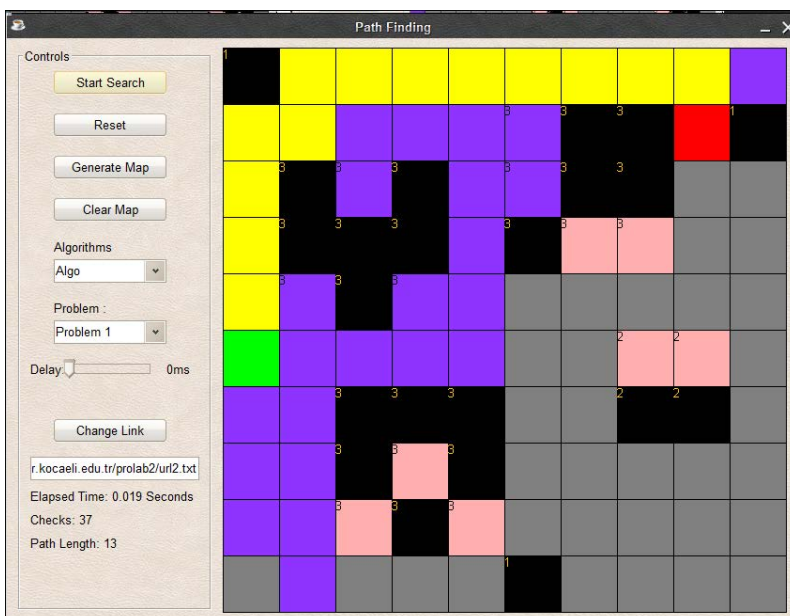 Path Finding
Controls
Start Search
Reset
Generate Map
Clear Map
Algorithms
Algo
Problem :
Problem 1
Delay: 0ms
Change Link
r.kocaeli.edu.tr/prolab2/url2.txt
Elapsed Time: 0.019 Seconds
Checks: 37
Path Length: 13
1
3 3 3 1
3 3 3 3 3 3
3 3 3 3 3 3
3 3 3
2 2
3 3 3 2 2
3 3 3
3 3 3
1